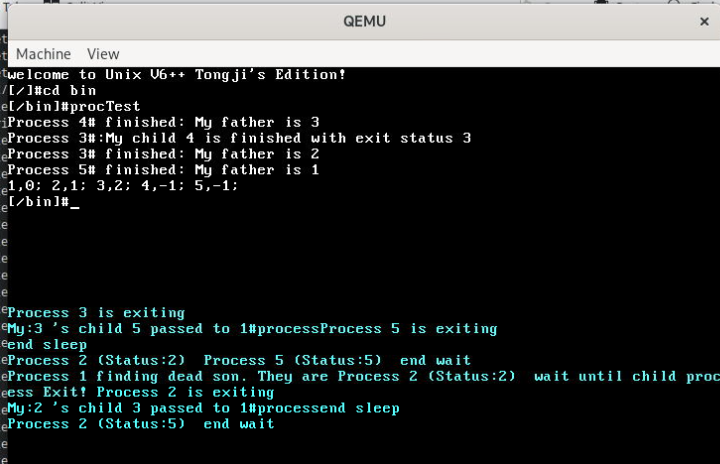 QEMU
Machine View
welcome to Unix V6++ Tongji's Edition!
[/]#cd bin
[/bin]#procTest
Process 4# finished: My father is 3
Process 3#:My child 4 is finished with exit status 3
Process 3# finished: My father is 2
Process 5# finished: My father is 1
1,0; 2,1; 3,2; 4,-1; 5,-1;
[/bin]#_
Process 3 is exiting
My:3 's child 5 passed to 1#processProcess 5 is exiting
end sleep
Process 2 (Status:2)  Process 5 (Status:5)  end wait
Process 1 finding dead son. They are Process 2 (Status:2)  wait until child proc
ess Exit! Process 2 is exiting
My:2 's child 3 passed to 1#processend sleep
Process 2 (Status:5)  end wait